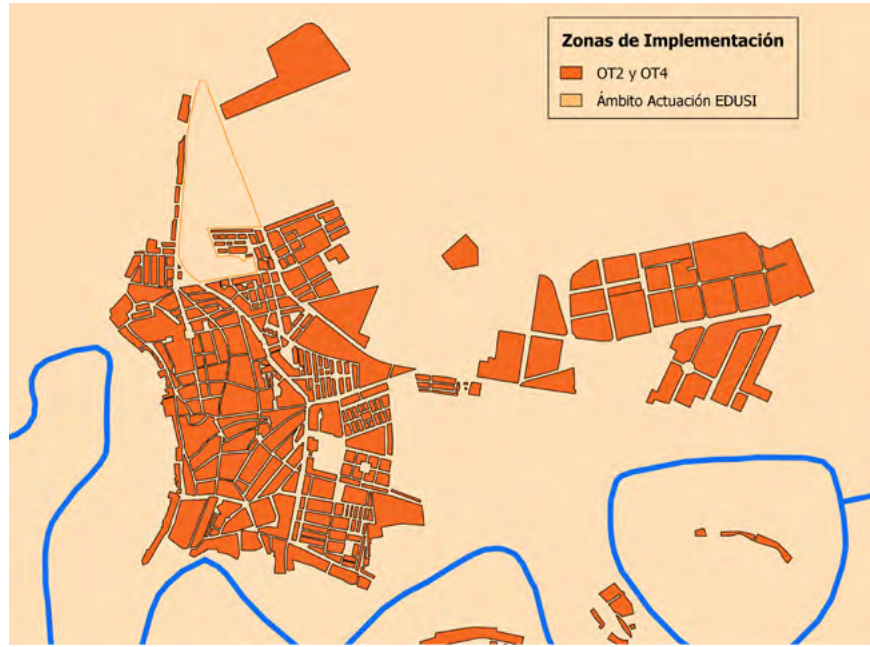 Zonas de Implementación
OT2 y OT4
Ámbito Actuación EDUSI